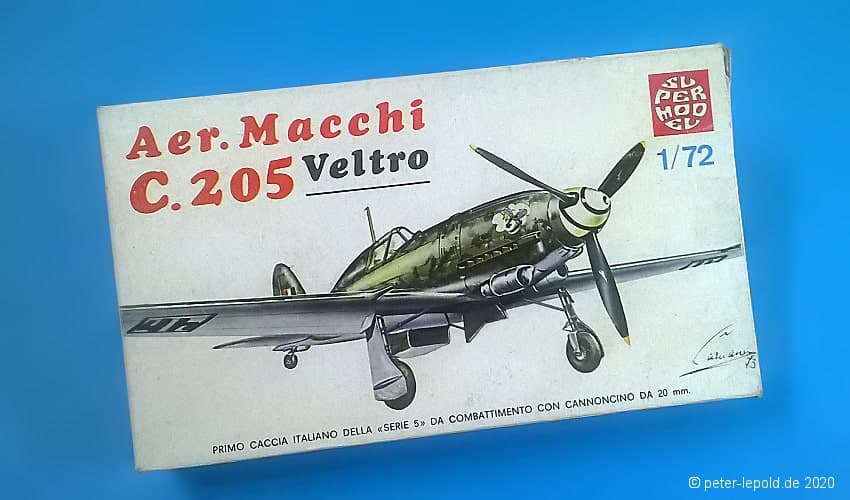 Aer. Macchi
C.205 Veltro
SU
PER
MOD
EL
1/72
73
PRIMO CACCIA ITALIANO DELLA «SERIE 5» DA COMBATTIMENTO CON CANNONCINO DA 20 mm.
© peter-lepold.de 2020